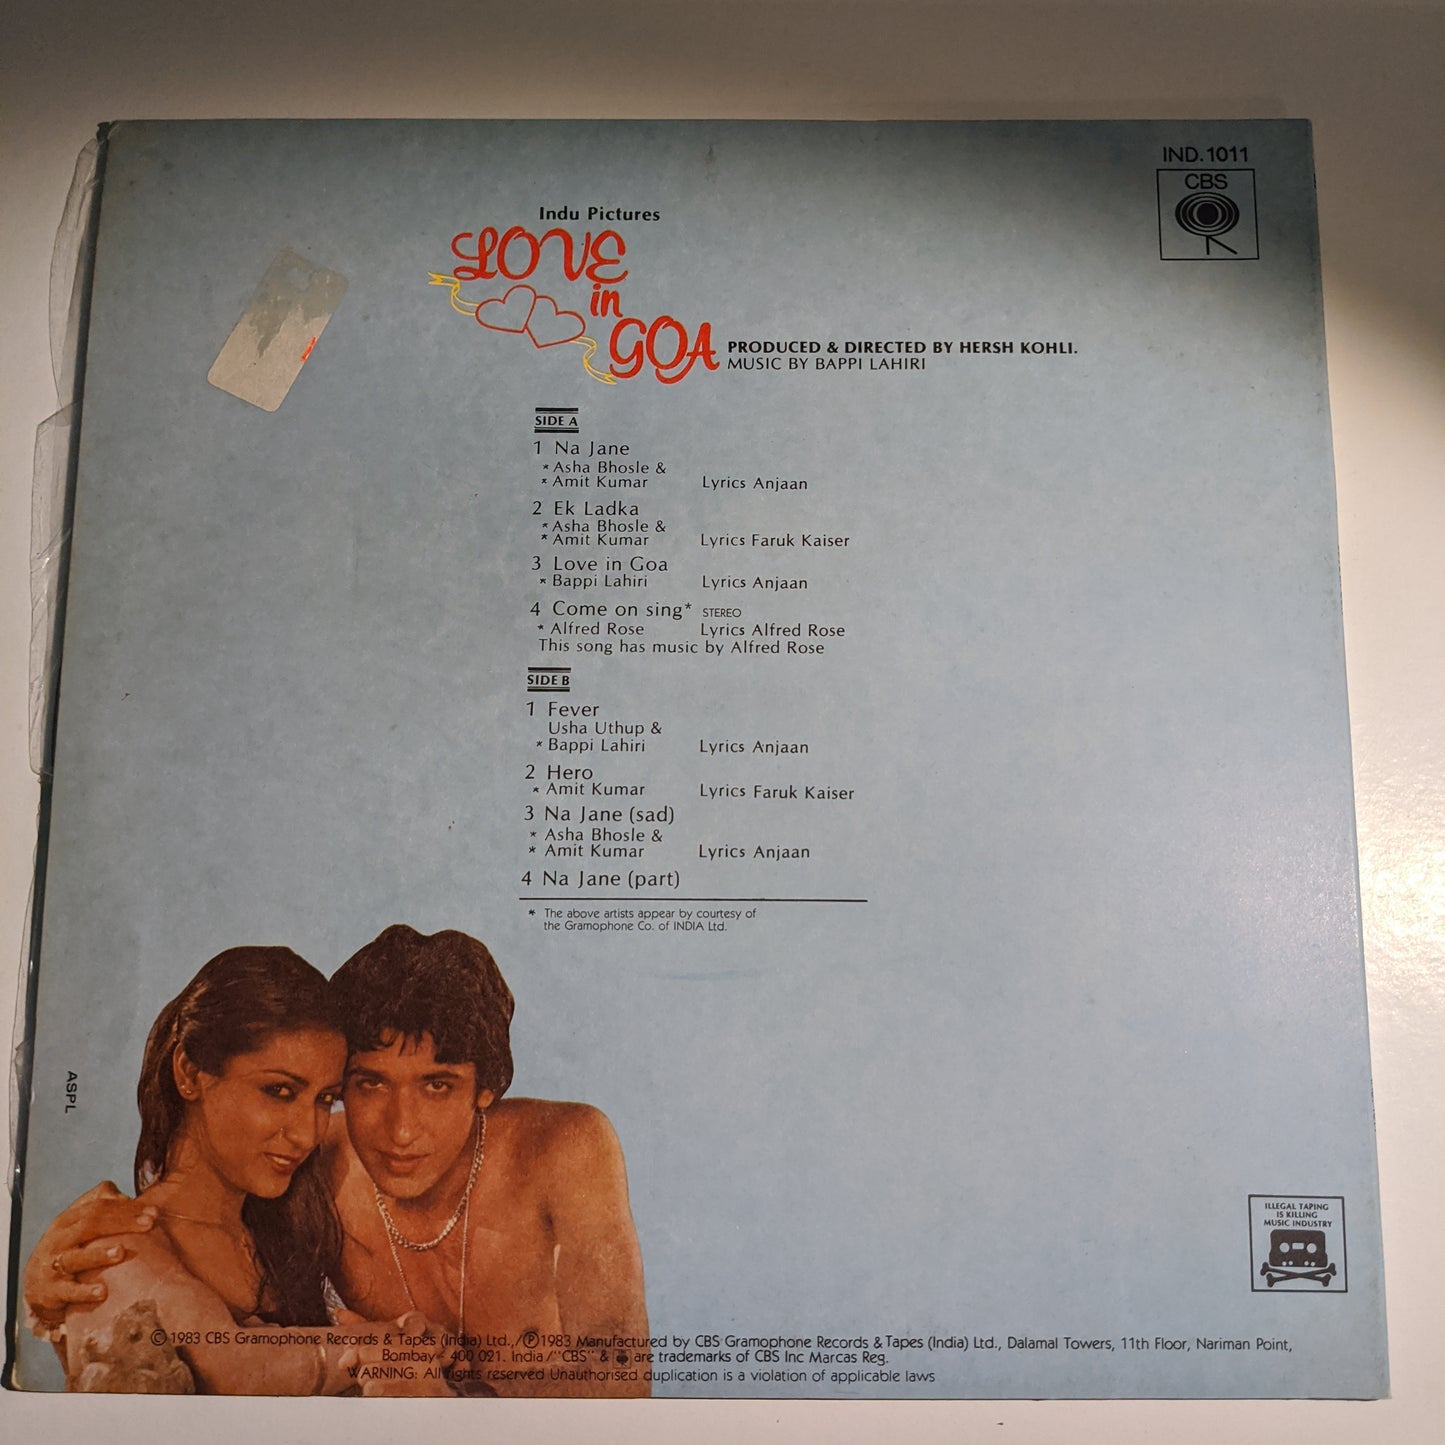 IND.1011
CBS
Indu Pictures
LOVE
in
GOA
PRODUCED & DIRECTED BY HERSH KOHLI.
MUSIC BY BAPPI LAHIRI
SIDE A
1 Na Jane
* Asha Bhosle &
* Amit Kumar Lyrics Anjaan
2 Ek Ladka
* Asha Bhosle &
* Amit Kumar Lyrics Faruk Kaiser
3 Love in Goa
* Bappi Lahiri Lyrics Anjaan
4 Come on sing* STEREO
* Alfred Rose Lyrics Alfred Rose
This song has music by Alfred Rose
SIDE B
1 Fever
Usha Uthup &
* Bappi Lahiri Lyrics Anjaan
2 Hero
* Amit Kumar Lyrics Faruk Kaiser
3 Na Jane (sad)
* Asha Bhosle &
* Amit Kumar Lyrics Anjaan
4 Na Jane (part)
* The above artists appear by courtesy of
the Gramophone Co. of INDIA Ltd.
ASPL
ILLEGAL TAPING
IS KILLING
MUSIC INDUSTRY
© 1983 CBS Gramophone Records & Tapes (India) Ltd.,/℗1983 Manufactured by CBS Gramophone Records & Tapes (India) Ltd., Dalamal Towers, 11th Floor, Nariman Point,
Bombay - 400 021. India/"CBS" & are trademarks of CBS Inc Marcas Reg.
WARNING: All rights reserved Unauthorised duplication is a violation of applicable laws